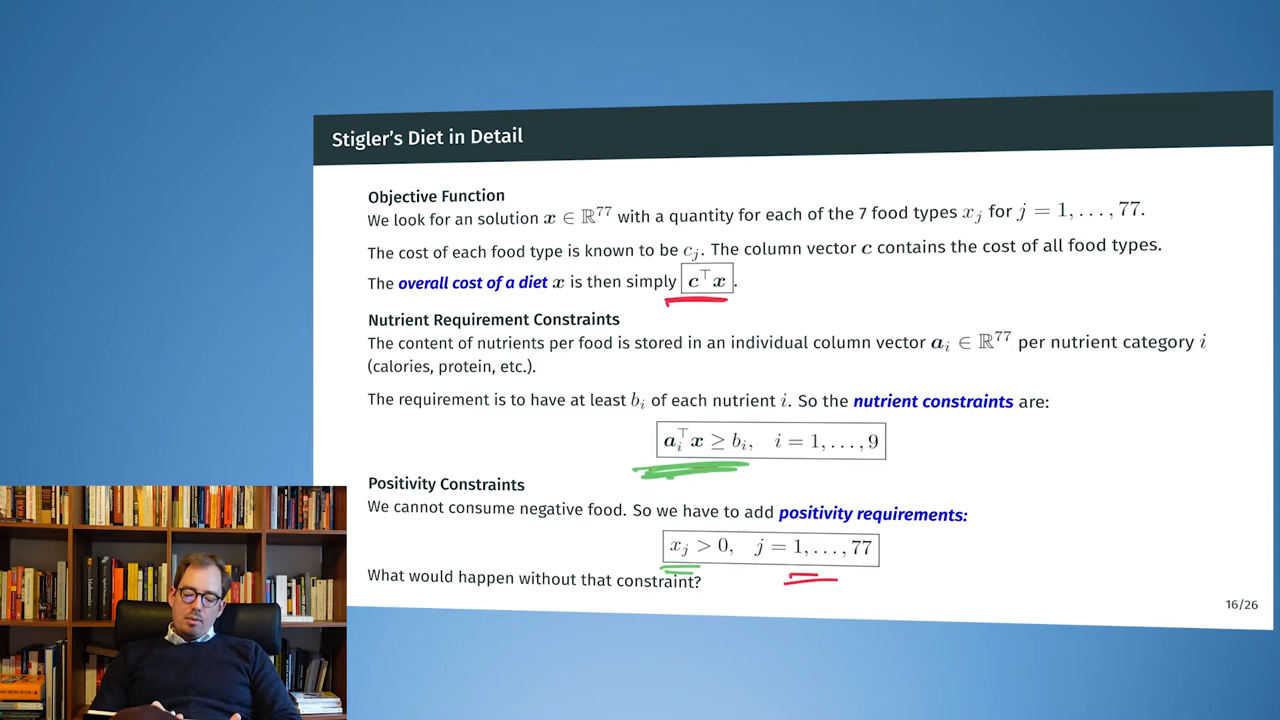 Stigler's Diet in Detail
Objective Function
We look for an solution x ∈ ℝ⁷⁷ with a quantity for each of the 7 food types xⱼ for j = 1, . . . , 77.
The cost of each food type is known to be cⱼ. The column vector c contains the cost of all food types.
The overall cost of a diet x is then simply c⊤x.
Nutrient Requirement Constraints
The content of nutrients per food is stored in an individual column vector aᵢ ∈ ℝ⁷⁷ per nutrient category i
(calories, protein, etc.).
The requirement is to have at least bᵢ of each nutrient i. So the nutrient constraints are:
aᵢ⊤x ≥ bᵢ, i = 1, . . . , 9
Positivity Constraints
We cannot consume negative food. So we have to add positivity requirements:
xⱼ > 0, j = 1, . . . , 77
What would happen without that constraint?
16/26